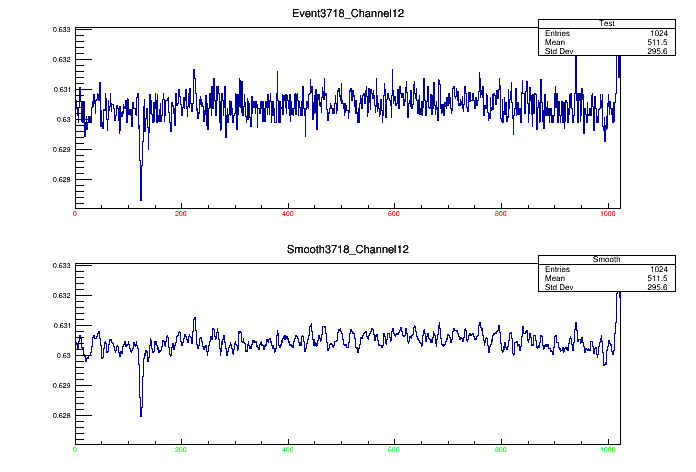 Event3718_Channel12
Test
Entries 1024
Mean 511.5
Std Dev 295.6
0.633
0.632
0.631
0.63
0.629
0.628
0 200 400 600 800 1000
Smooth3718_Channel12
Smooth
Entries 1024
Mean 511.5
Std Dev 295.6
0.633
0.632
0.631
0.63
0.629
0.628
0 200 400 600 800 1000